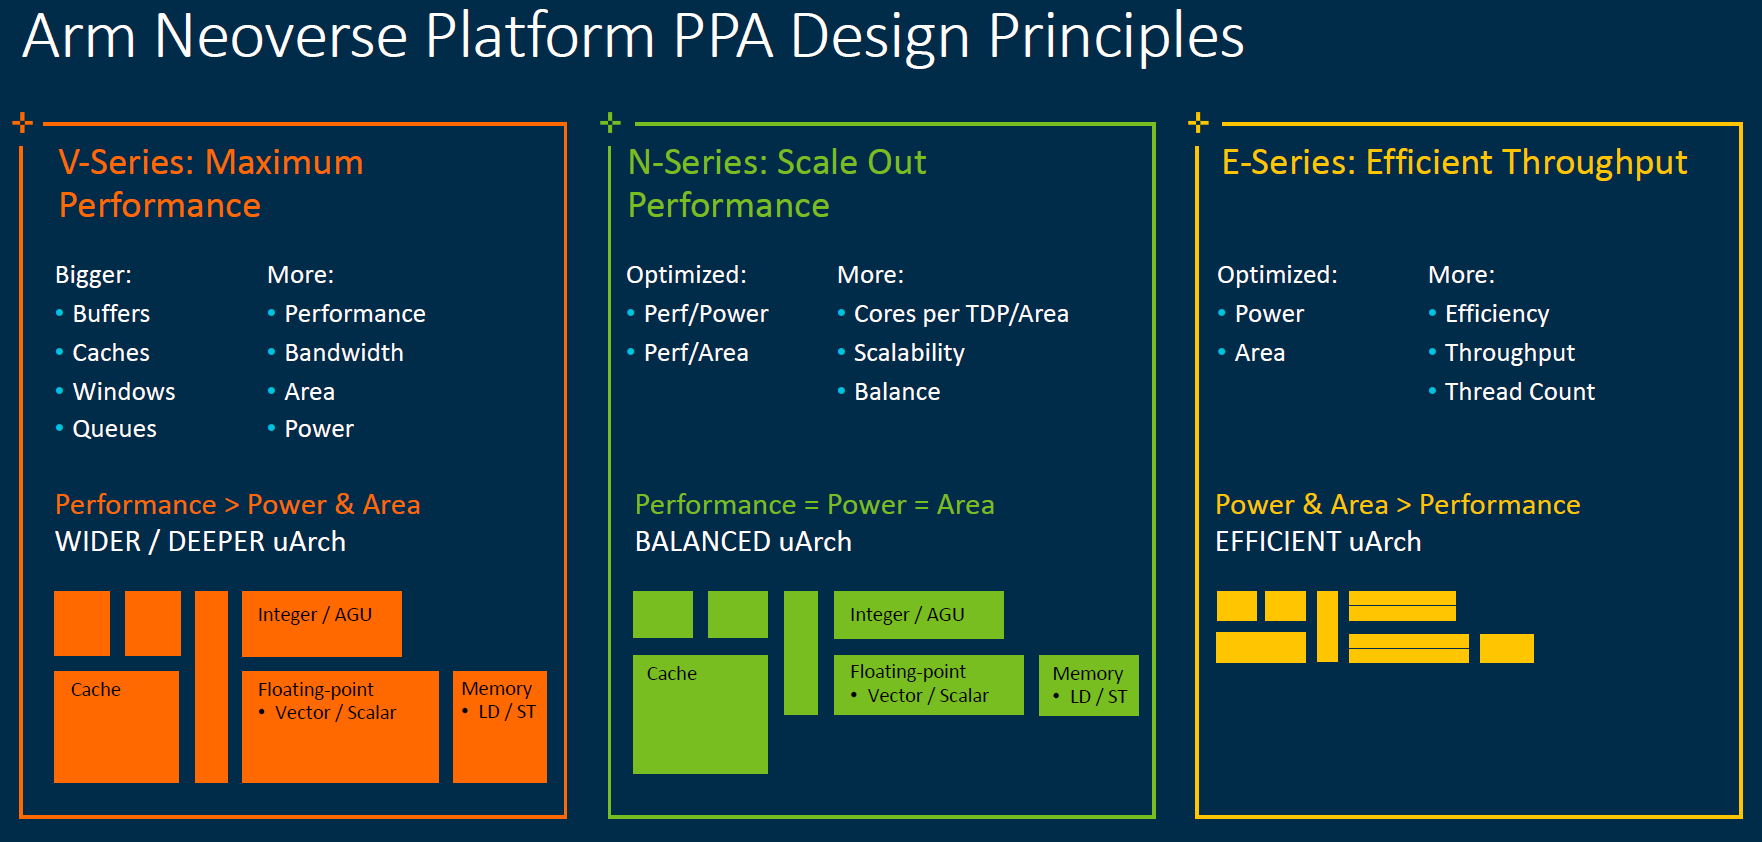 Arm Neoverse Platform PPA Design Principles
V-Series: Maximum
Performance
Bigger:
• Buffers
• Caches
• Windows
• Queues
More:
• Performance
• Bandwidth
• Area
• Power
Performance > Power & Area
WIDER / DEEPER uArch
Integer / AGU
Cache
Floating-point
• Vector / Scalar
Memory
• LD / ST
N-Series: Scale Out
Performance
Optimized:
• Perf/Power
• Perf/Area
More:
• Cores per TDP/Area
• Scalability
• Balance
Performance = Power = Area
BALANCED uArch
Integer / AGU
Cache
Floating-point
• Vector / Scalar
Memory
• LD / ST
E-Series: Efficient Throughput
Optimized:
• Power
• Area
More:
• Efficiency
• Throughput
• Thread Count
Power & Area > Performance
EFFICIENT uArch